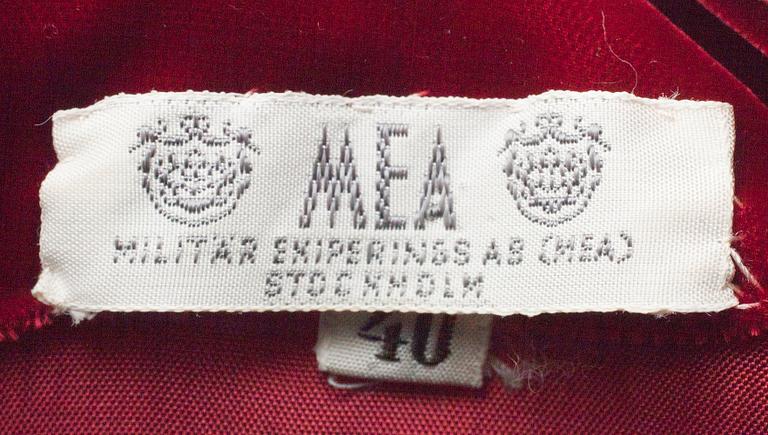 MEA
MILITÄR EKIPERINGS AB (MEA)
STOCKHOLM
40